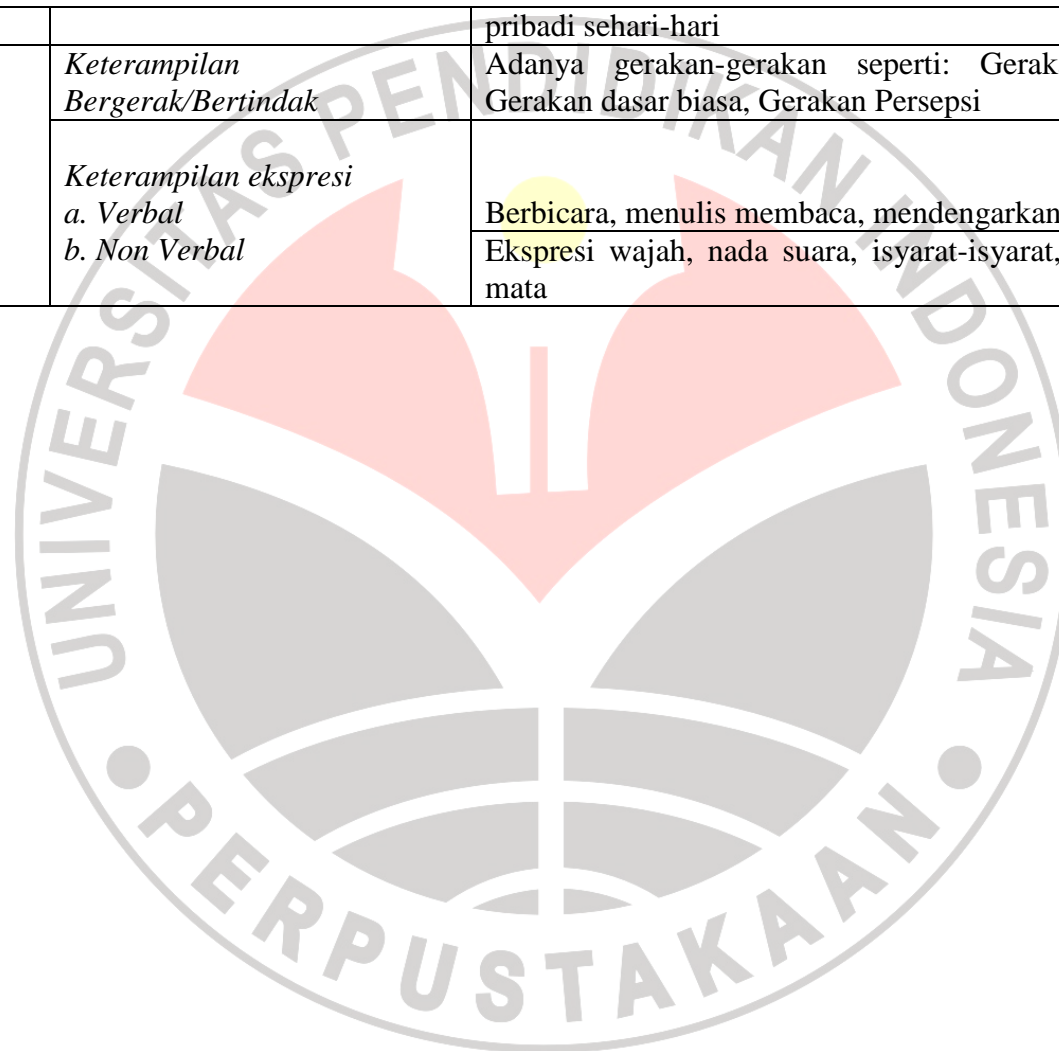 pribadi sehari-hari
Keterampilan
Bergerak/Bertindak
Adanya gerakan-gerakan seperti: Gerak
Gerakan dasar biasa, Gerakan Persepsi
Keterampilan ekspresi
a. Verbal
b. Non Verbal
Berbicara, menulis membaca, mendengarkan
Ekspresi wajah, nada suara, isyarat-isyarat,
mata
UNIVERSITAS PENDIDIKAN INDONESIA
PERPUSTAKAAN